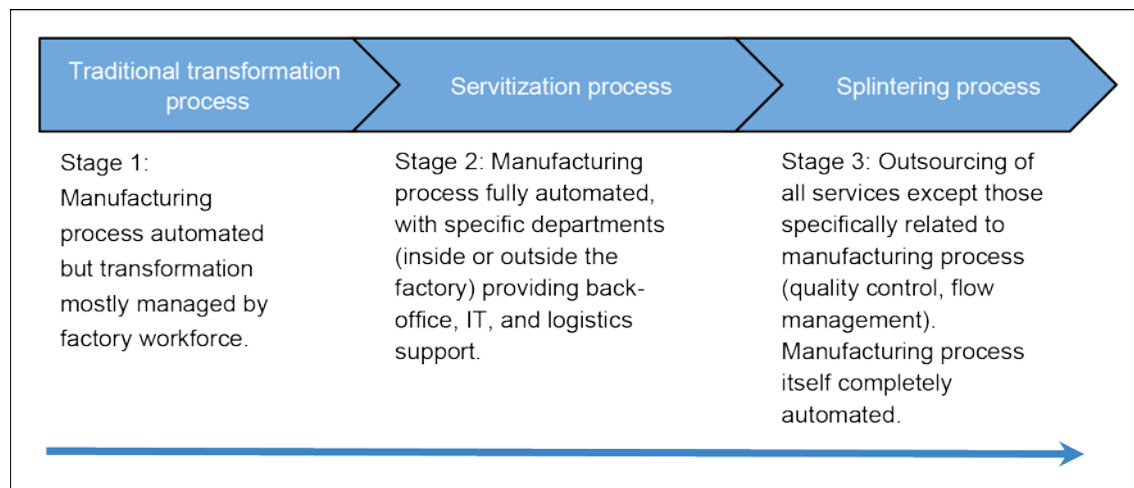 Traditional transformation
process
Servitization process
Splintering process
Stage 1:
Manufacturing
process automated
but transformation
mostly managed by
factory workforce.
Stage 2: Manufacturing
process fully automated,
with specific departments
(inside or outside the
factory) providing back-
office, IT, and logistics
support.
Stage 3: Outsourcing of
all services except those
specifically related to
manufacturing process
(quality control, flow
management).
Manufacturing process
itself completely
automated.